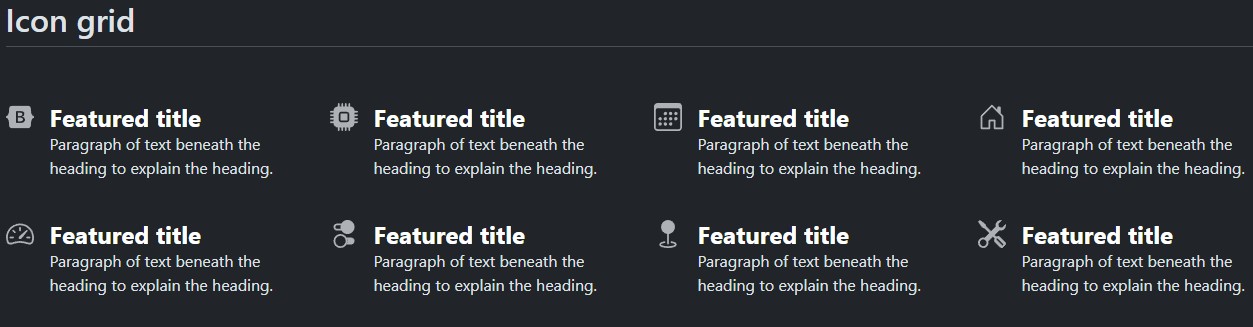 Icon grid
B Featured title
Paragraph of text beneath the
heading to explain the heading.
Featured title
Paragraph of text beneath the
heading to explain the heading.
Featured title
Paragraph of text beneath the
heading to explain the heading.
Featured title
Paragraph of text beneath the
heading to explain the heading.
Featured title
Paragraph of text beneath the
heading to explain the heading.
Featured title
Paragraph of text beneath the
heading to explain the heading.
Featured title
Paragraph of text beneath the
heading to explain the heading.
Featured title
Paragraph of text beneath the
heading to explain the heading.